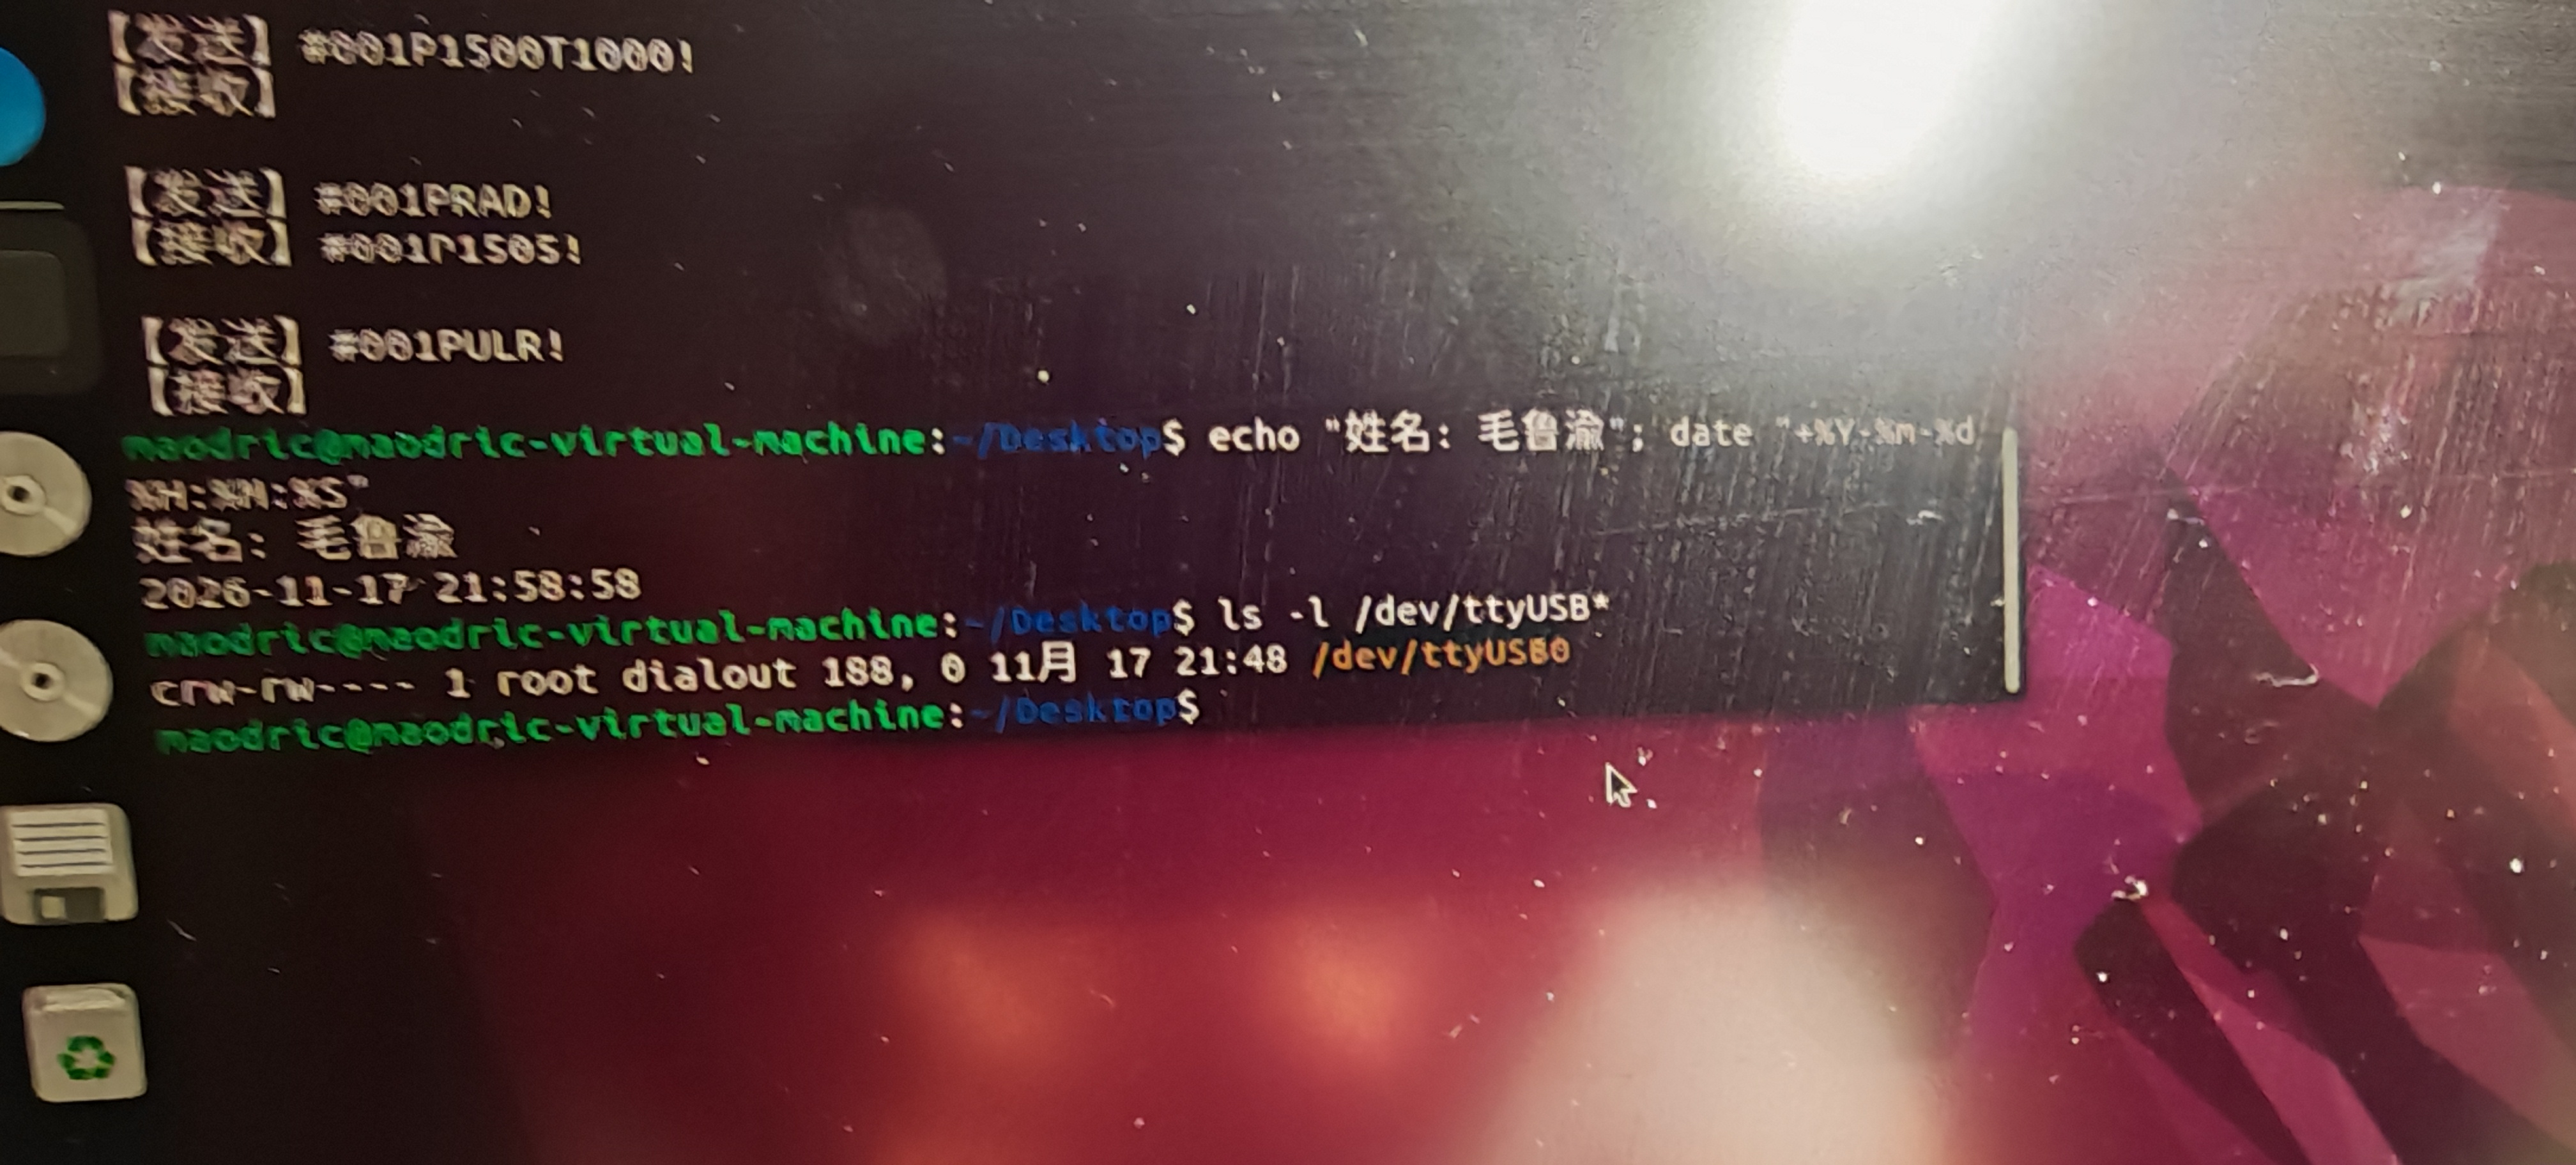 【发送】 #001P1500T1000!
【接收】
【发送】 #001PRAD!
【接收】 #001P1505!
【发送】 #001PULR!
【接收】
maodric@maodric-virtual-machine:~/Desktop$ echo "姓名: 毛鲁渝"; date "+%Y-%m-%d
%H:%M:%S"
姓名: 毛鲁渝
2026-11-17 21:58:58
maodric@maodric-virtual-machine:~/Desktop$ ls -l /dev/ttyUSB*
crw-rw---- 1 root dialout 188, 0 11月 17 21:48 /dev/ttyUSB0
maodric@maodric-virtual-machine:~/Desktop$